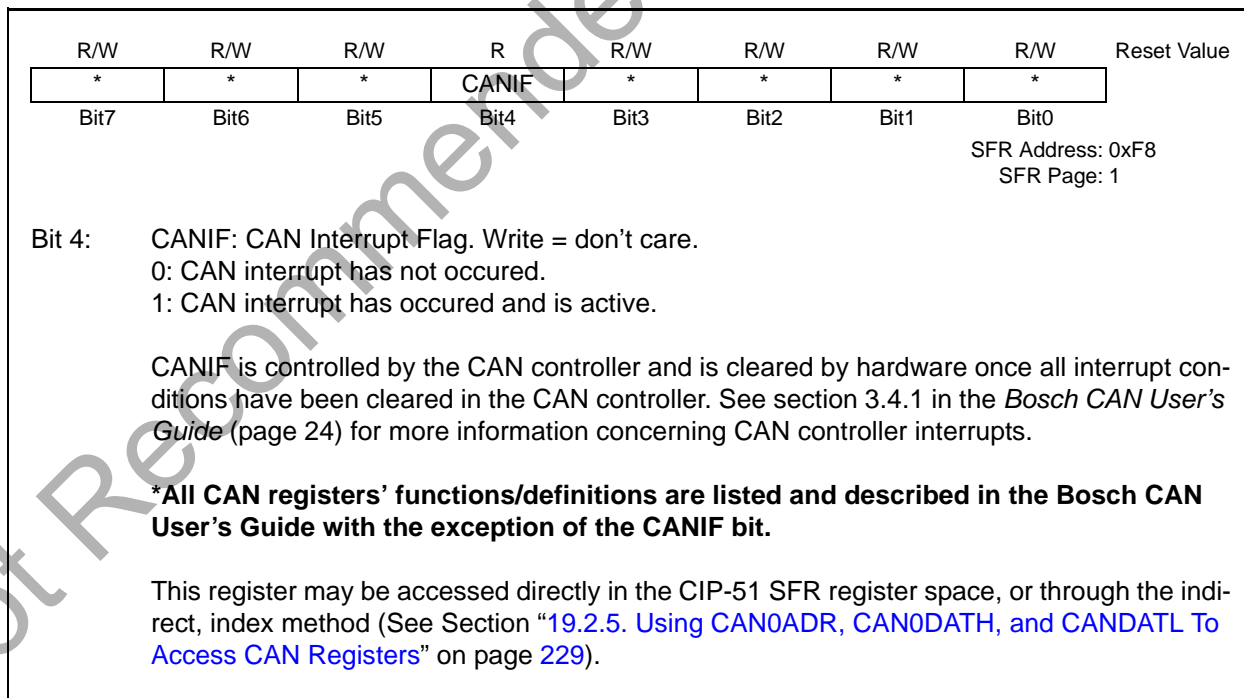 R/W R/W R/W R R/W R/W R/W R/W Reset Value
* * * CANIF * * * *
Bit7 Bit6 Bit5 Bit4 Bit3 Bit2 Bit1 Bit0
SFR Address: 0xF8
SFR Page: 1
Bit 4: CANIF: CAN Interrupt Flag. Write = don't care.
0: CAN interrupt has not occured.
1: CAN interrupt has occured and is active.
CANIF is controlled by the CAN controller and is cleared by hardware once all interrupt con-
ditions have been cleared in the CAN controller. See section 3.4.1 in the Bosch CAN User's
Guide (page 24) for more information concerning CAN controller interrupts.
*All CAN registers’ functions/definitions are listed and described in the Bosch CAN
User’s Guide with the exception of the CANIF bit.
This register may be accessed directly in the CIP-51 SFR register space, or through the indi-
rect, index method (See Section “19.2.5. Using CAN0ADR, CAN0DATH, and CANDATL To
Access CAN Registers” on page 229).